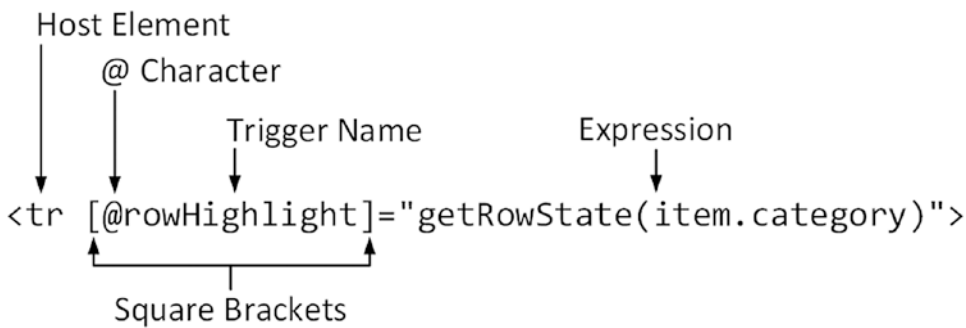 Host Element
@ Character
Trigger Name
Expression
<tr [@rowHighlight]="getRowState(item.category)">
Square Brackets